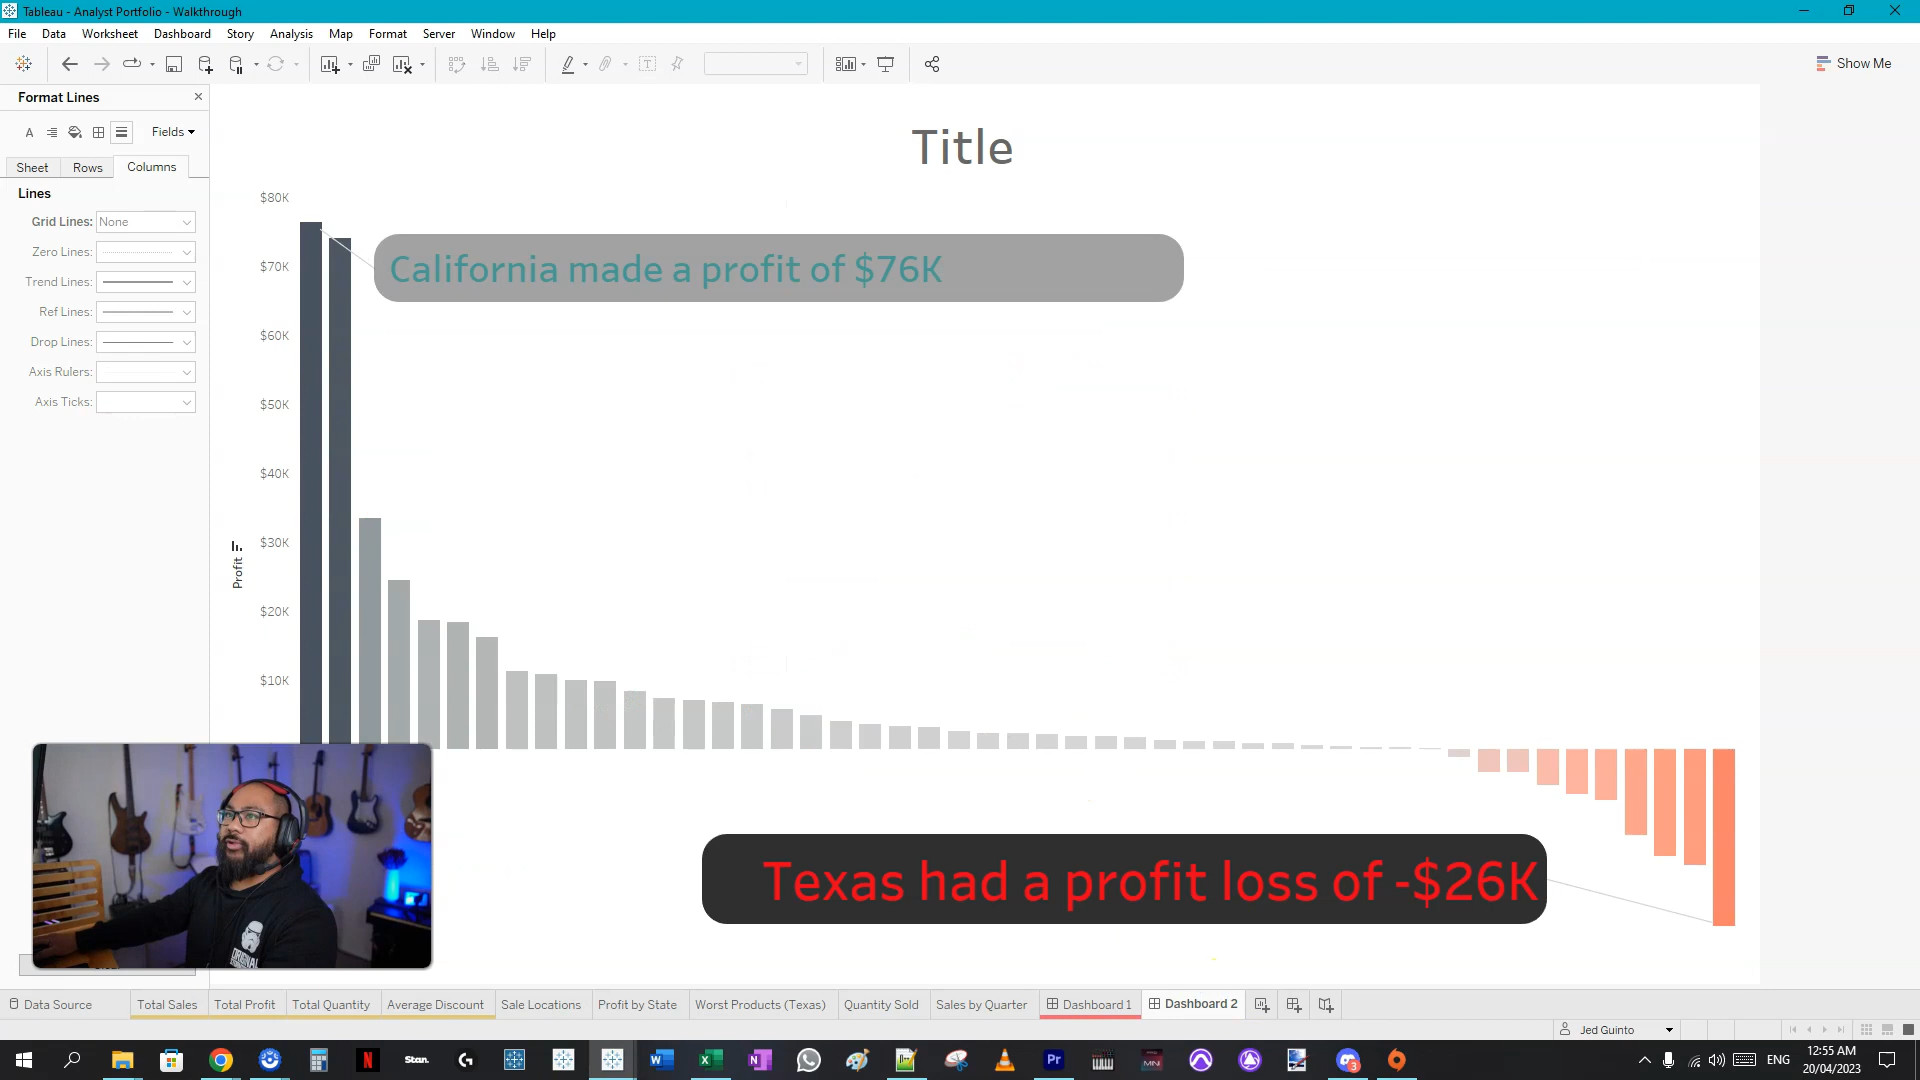 Tableau - Analyst Portfolio - Walkthrough
File Data Worksheet Dashboard Story Analysis Map Format Server Window Help
Show Me
Format Lines
A Fields
Sheet Rows Columns
Lines
Grid Lines: None
Zero Lines:
Trend Lines:
Ref Lines:
Drop Lines:
Axis Rulers:
Axis Ticks:
Title
$80K
$70K
$60K
$50K
$40K
$30K
$20K
$10K
Profit
California made a profit of $76K
Texas had a profit loss of -$26K
Data Source Total Sales Total Profit Total Quantity Average Discount Sale Locations Profit by State Worst Products (Texas) Quantity Sold Sales by Quarter Dashboard 1 Dashboard 2
Jed Guinto
Stan.
ENG
12:55 AM
20/04/2023